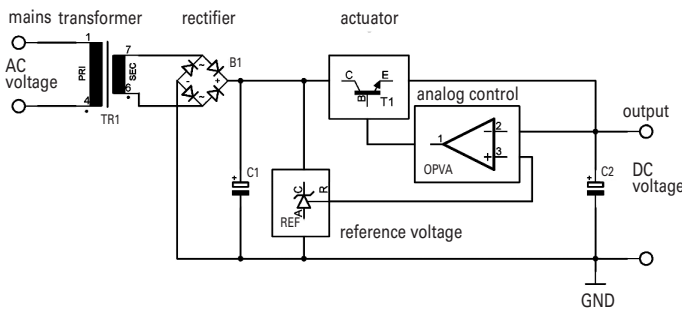 mains transformer rectifier actuator
1 7 B1
AC voltage
PRI SEC
~
- +
~
4 6
TR1
C E
B T1
analog control
1 2
3
- +
OPVA
output
+ C1
+ C2
DC voltage
A C R
REF
reference voltage
GND